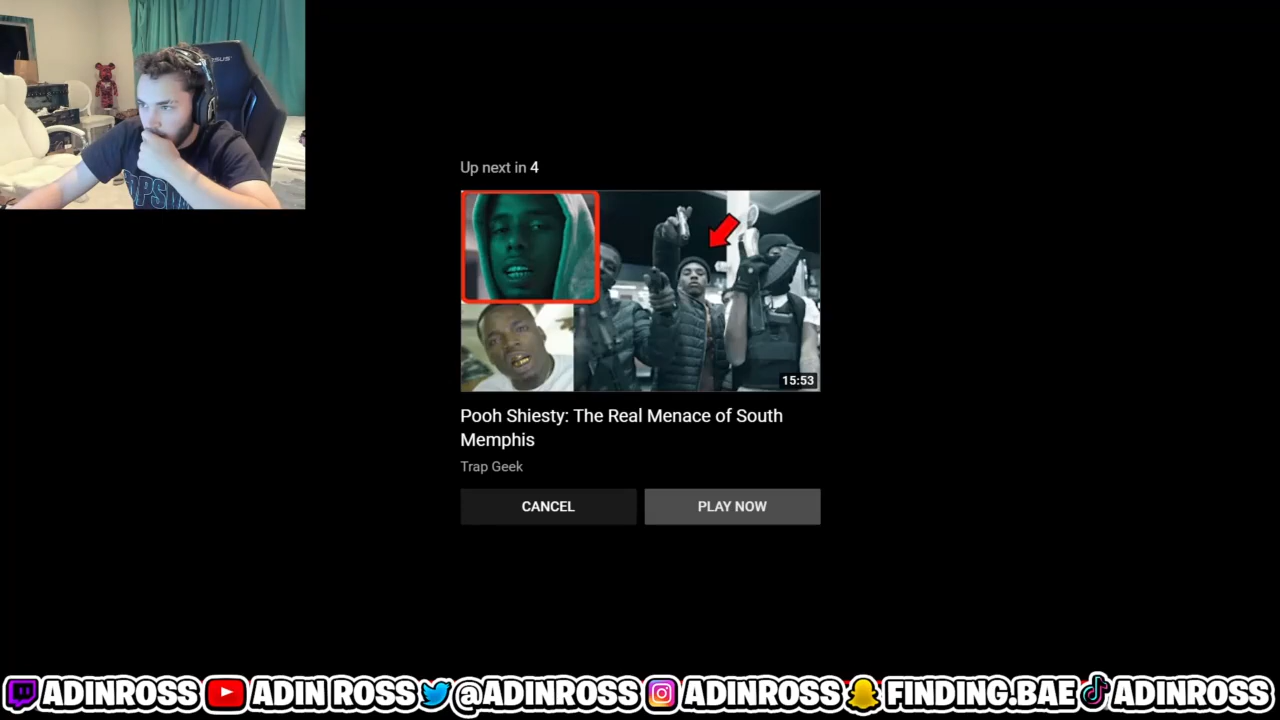 Up next in 4
15:53
Pooh Shiesty: The Real Menace of South
Memphis
Trap Geek
CANCEL PLAY NOW
ADINROSS ADIN ROSS @ADINROSS ADINROSS FINDING.BAE ADINROSS